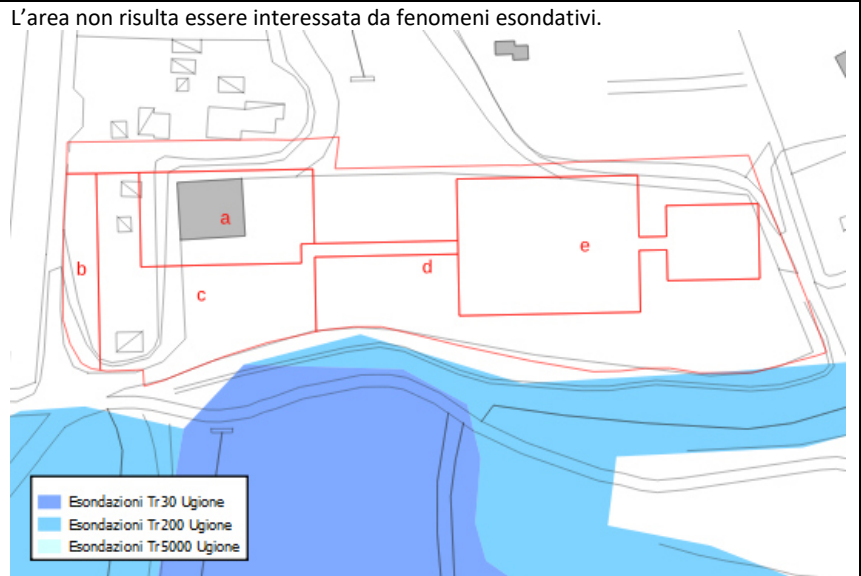 L’area non risulta essere interessata da fenomeni esondativi.
a
b
e
d
c
Esondazioni Tr30 Ugione
Esondazioni Tr200 Ugione
Esondazioni Tr5000 Ugione